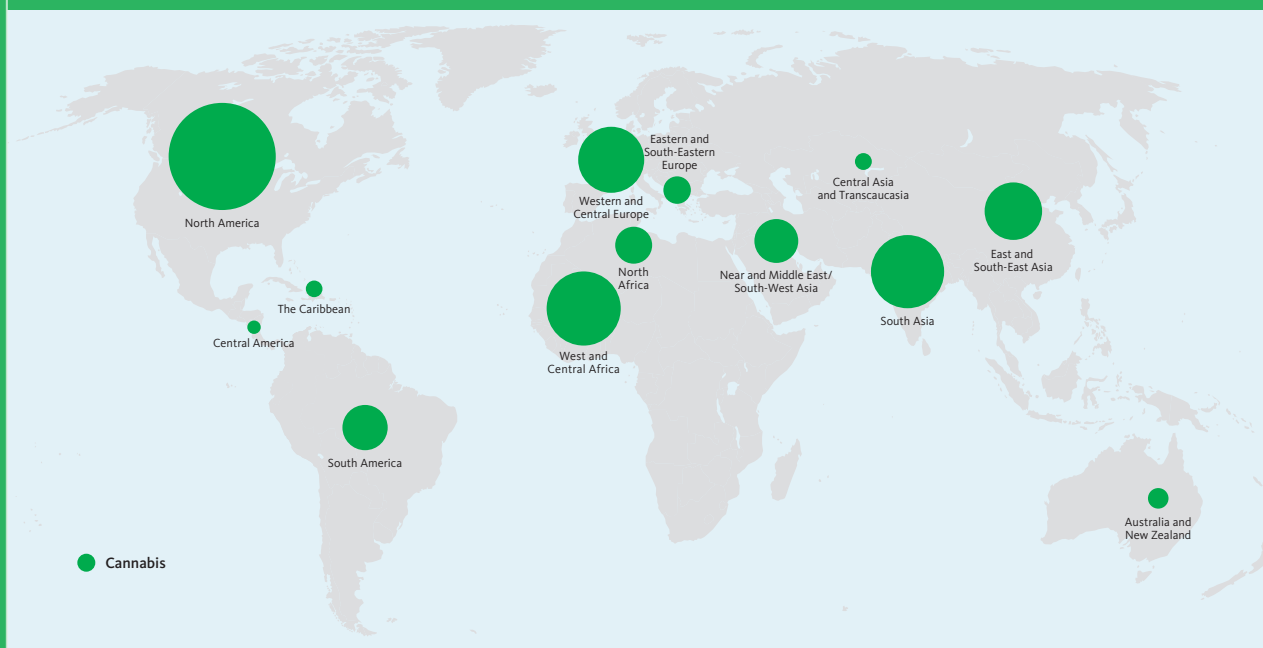 Eastern and
South-Eastern
Europe
Central Asia
and Transcaucasia
Western and
Central Europe
North America
East and
South-East Asia
North
Africa
Near and Middle East/
South-West Asia
The Caribbean
South Asia
Central America
West and
Central Africa
South America
Australia and
New Zealand
Cannabis